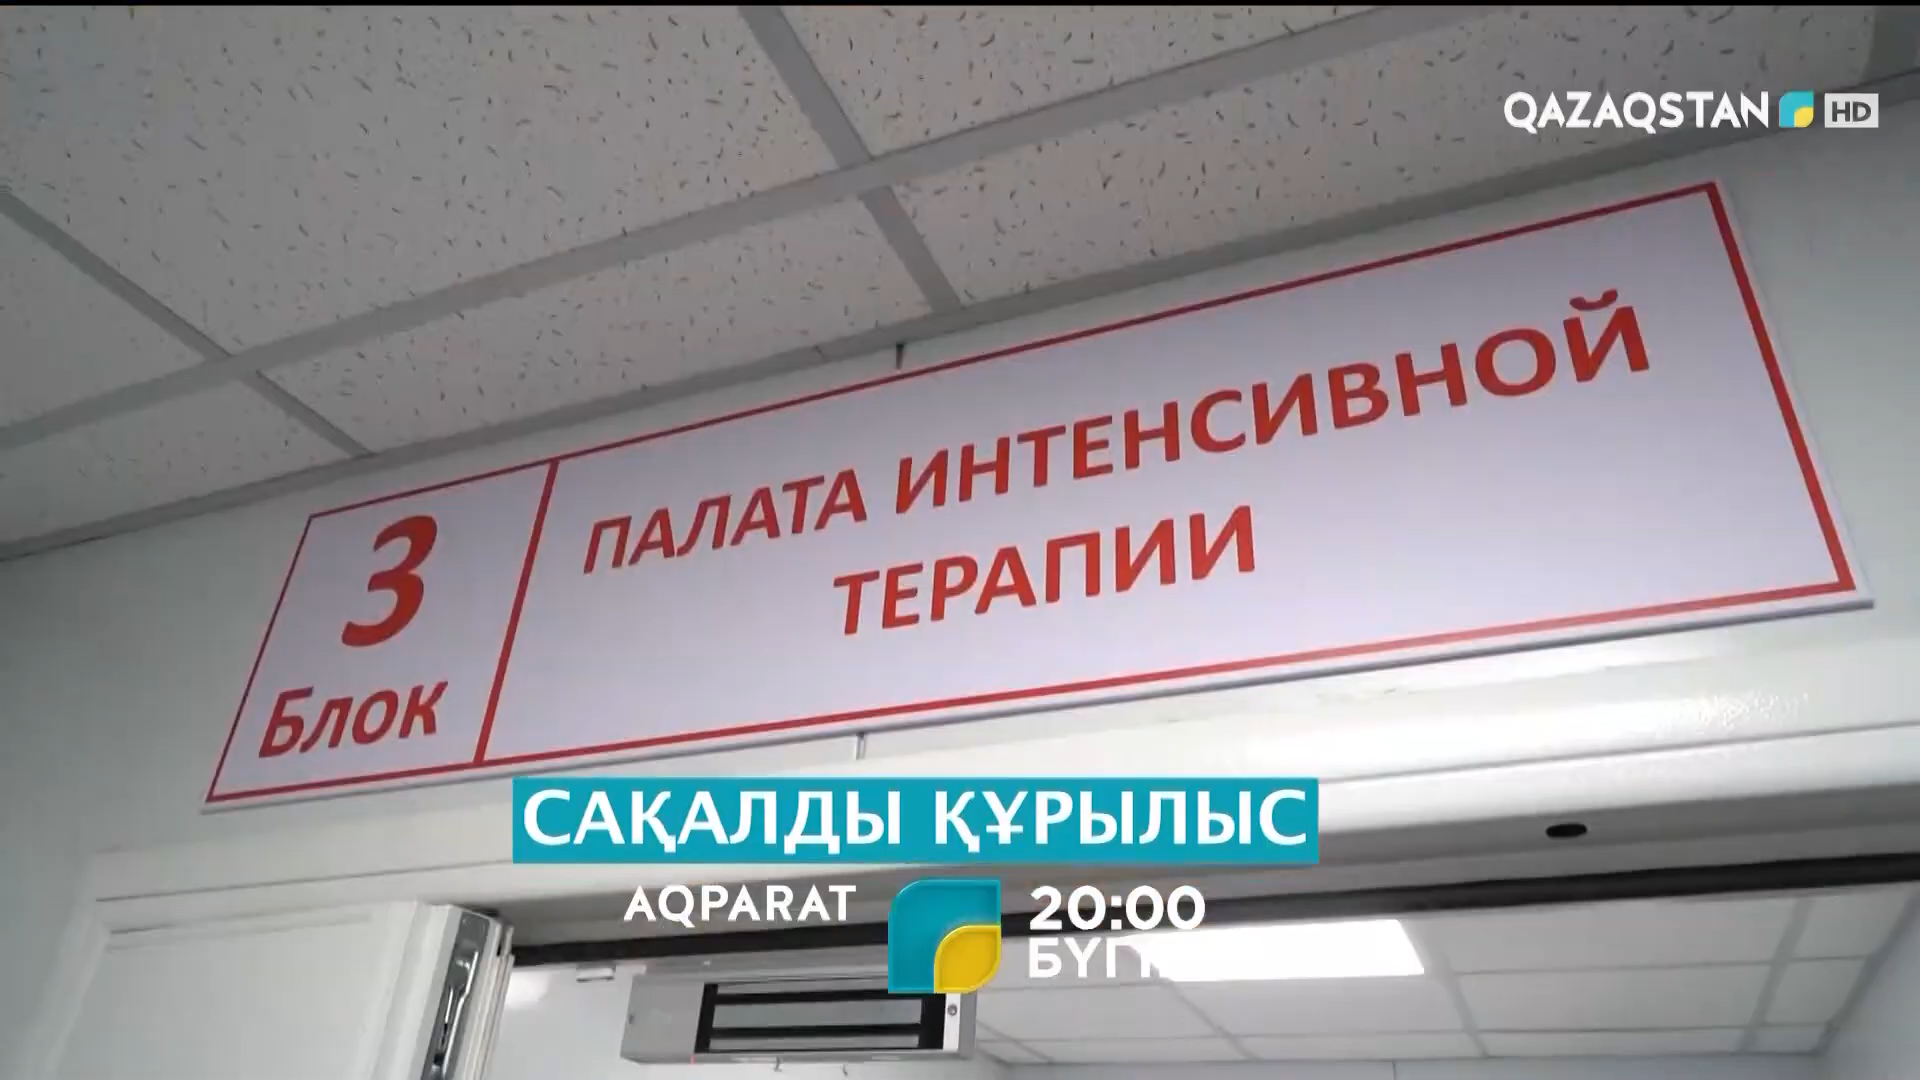 QAZAQSTAN HD
3
Блок
ПАЛАТА ИНТЕНСИВНОЙ
ТЕРАПИИ
САҚАЛДЫ ҚҰРЫЛЫС
AQPARAT
20:00